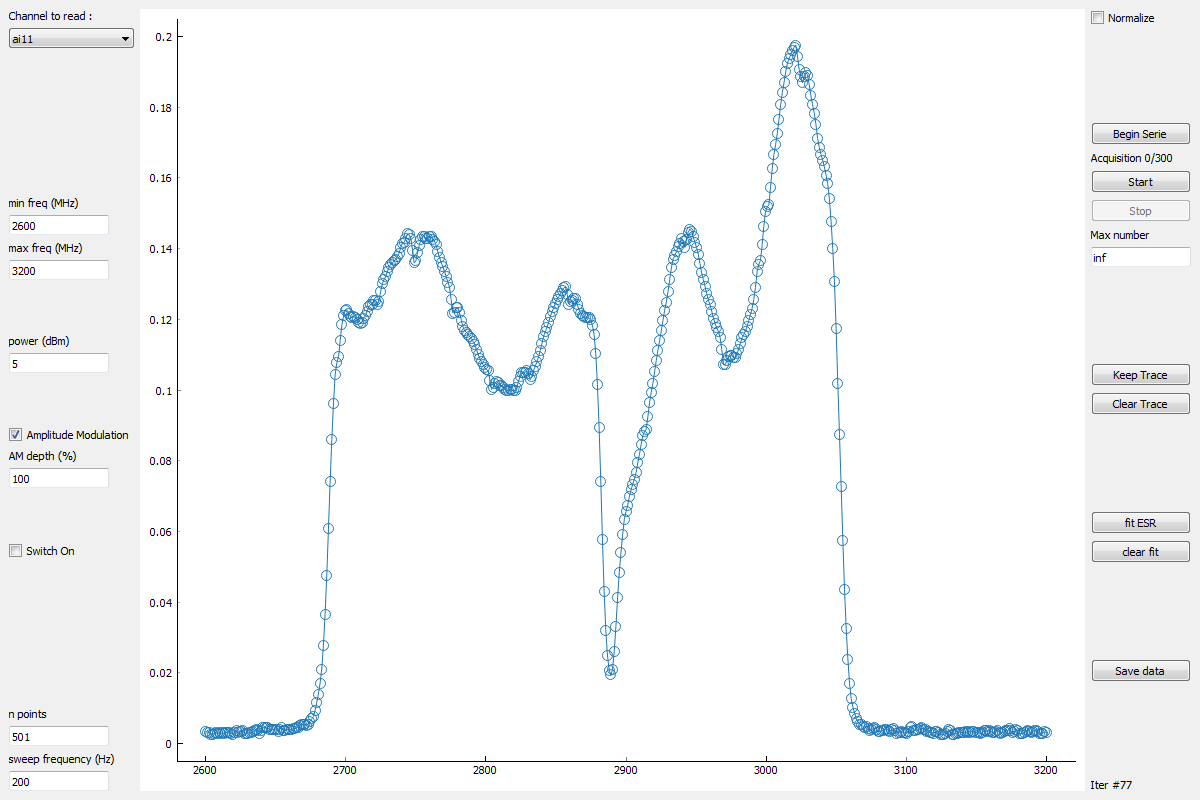 Channel to read :
ai11
min freq (MHz)
2600
max freq (MHz)
3200
power (dBm)
5
Amplitude Modulation
AM depth (%)
100
Switch On
n points
501
sweep frequency (Hz)
200
0.2
0.18
0.16
0.14
0.12
0.1
0.08
0.06
0.04
0.02
0
2600 2700 2800 2900 3000 3100 3200
Normalize
Begin Serie
Acquisition 0/300
Start
Stop
Max number
inf
Keep Trace
Clear Trace
fit ESR
clear fit
Save data
Iter #77